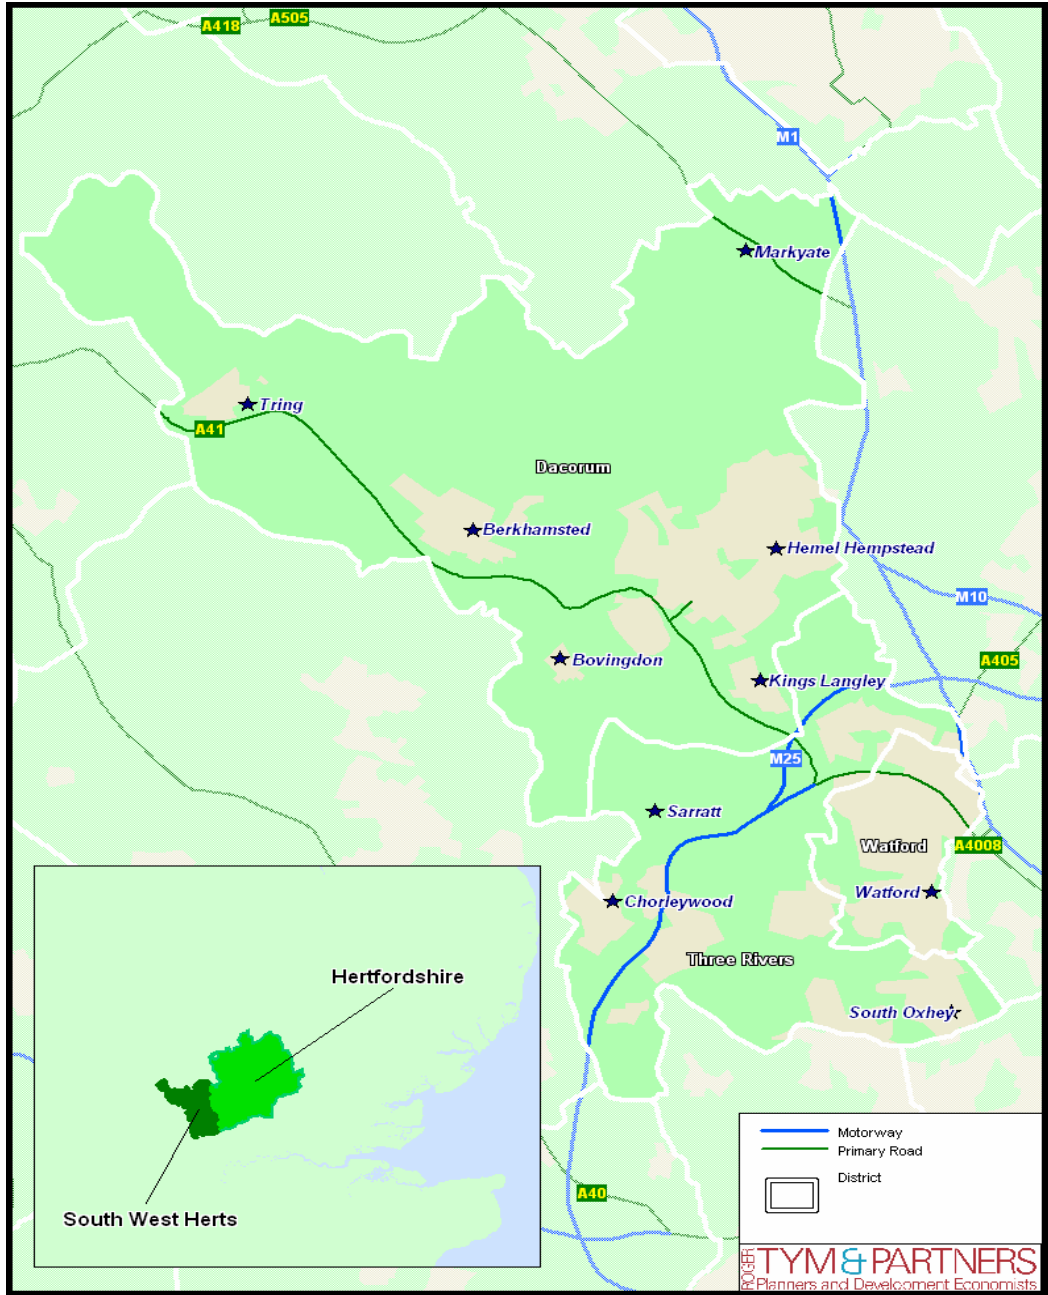 A505
A418
M1
Markyate
Tring
A41
Dacorum
Berkhamsted
Hemel Hempstead
M10
A405
Bovingdon
Kings Langley
M25
Sarratt
Watford
A4008
Watford
Chorleywood
Three Rivers
South Oxhey
Hertfordshire
South West Herts
A40
Motorway
Primary Road
District
ROGER
TYM & PARTNERS
Planners and Development Economists